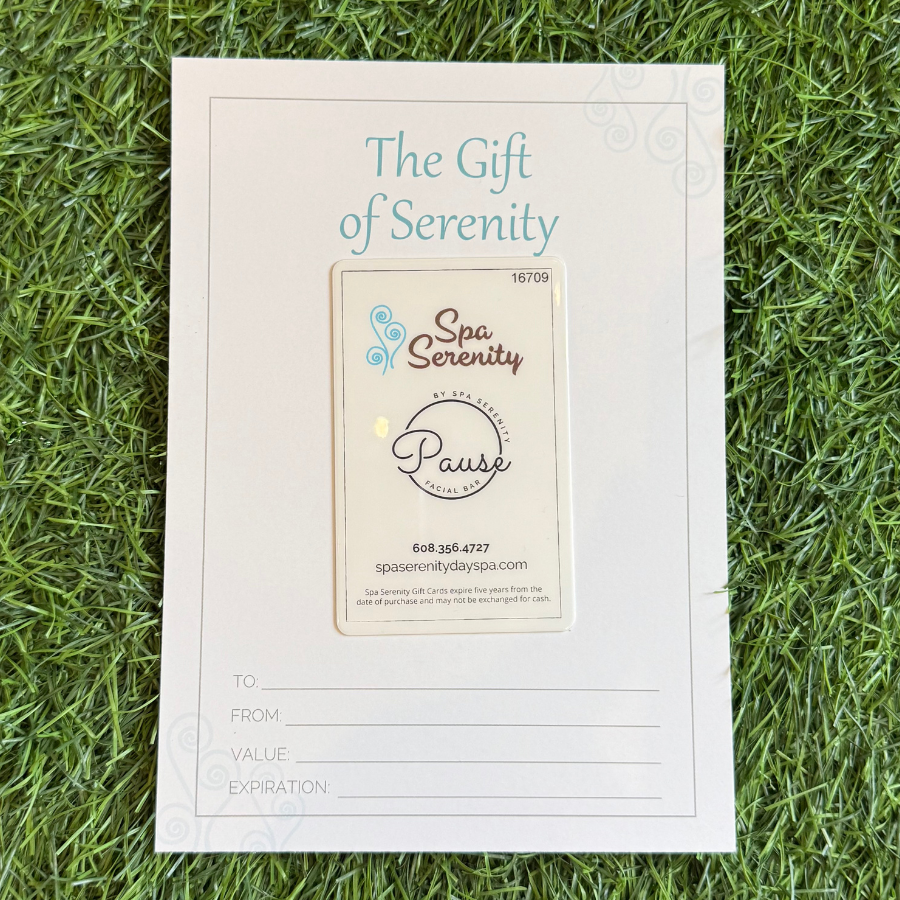 The Gift
of Serenity
16709
Spa
Serenity
BY SPA SERENITY
Pause
FACIAL BAR
608.356.4727
spaserenitydayspa.com
Spa Serenity Gift Cards expire five years from the
date of purchase and may not be exchanged for cash.
TO:
FROM:
VALUE:
EXPIRATION: